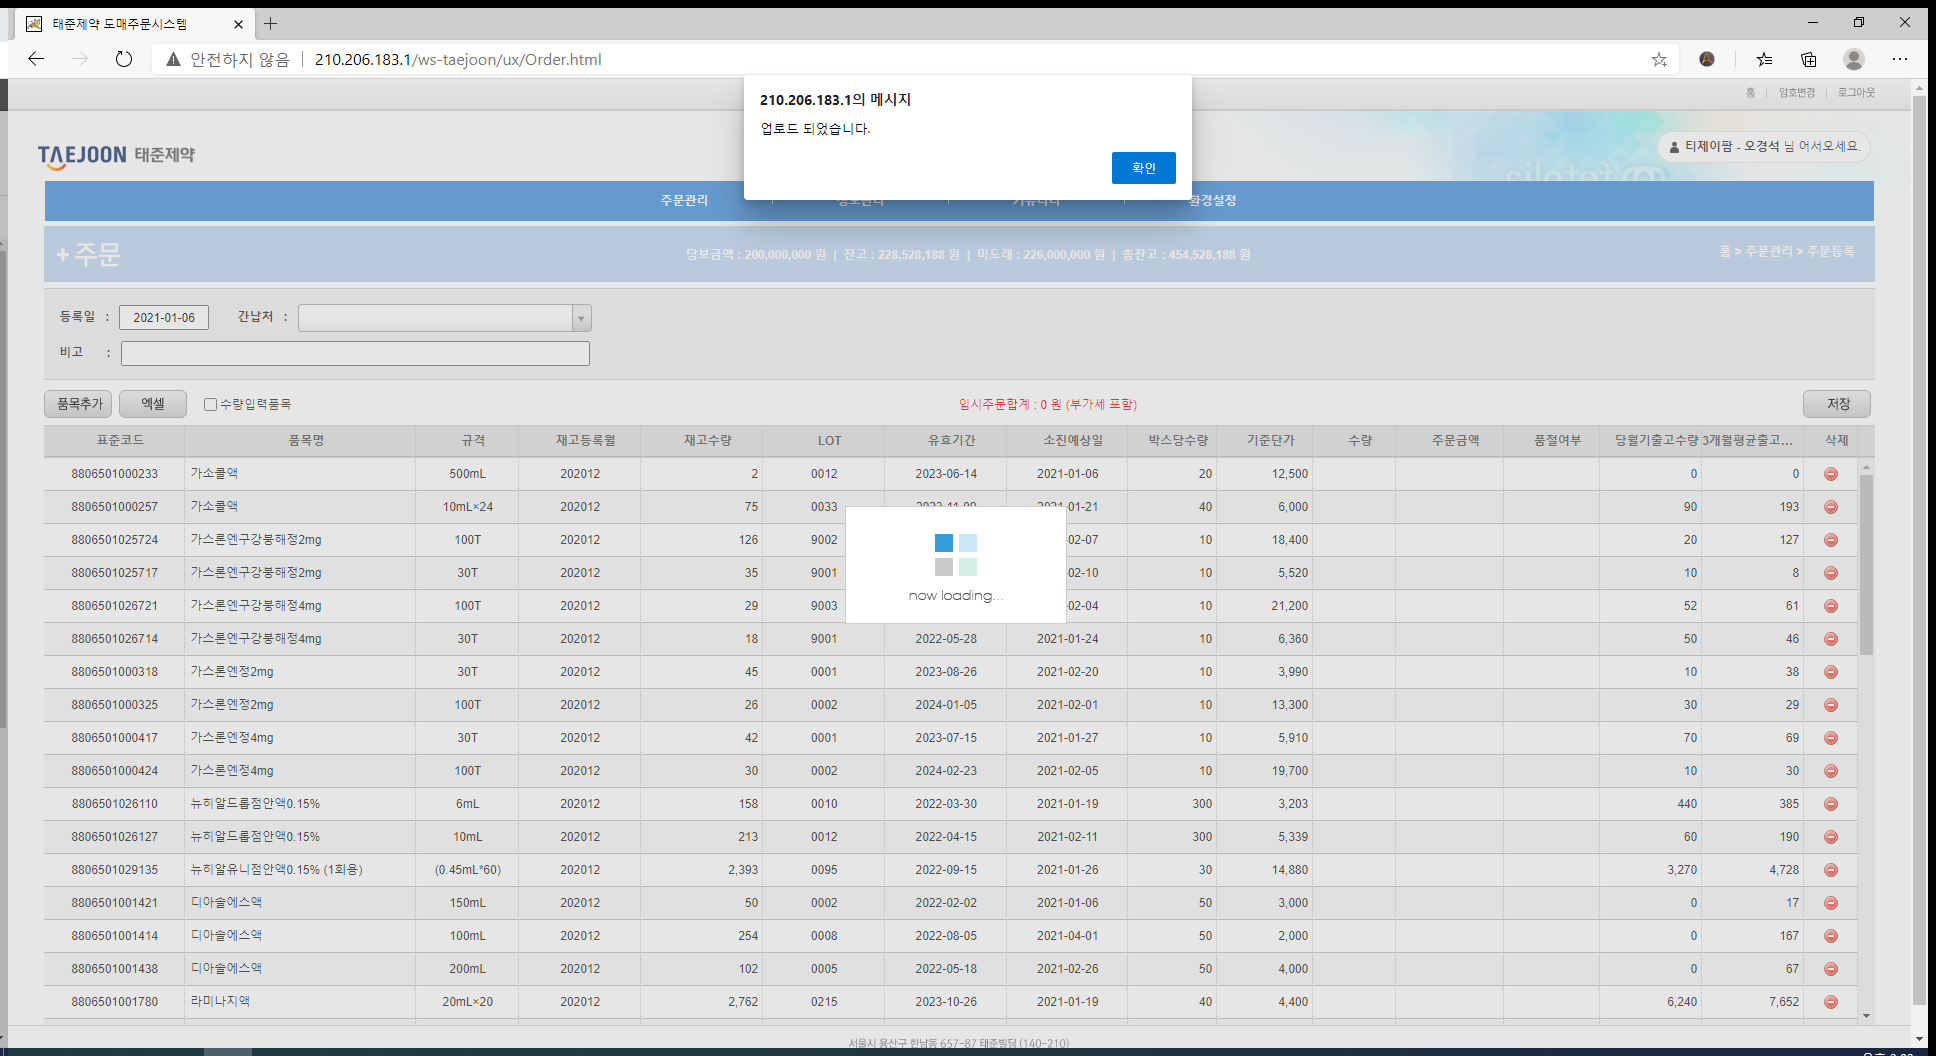 태준제약 도매주문시스템
안전하지 않음 210.206.183.1/ws-taejoon/ux/Order.html
210.206.183.1의 메시지
업로드 되었습니다.
확인
홈 | 암호변경 | 로그아웃
TAEJOON 태준제약
티제이팜 - 오경석 님 어서오세요.
주문관리 환경설정
+ 주문
담보금액 : 200,000,000 원 | 잔고 : 228,528,188 원 | 미도래 : 226,000,000 원 | 총잔고 : 454,528,188 원
홈 > 주문관리 > 주문등록
등록일 : 2021-01-06 간납처 :
비고 :
품목추가 엑셀 수량입력품목 임시주문합계 : 0 원 (부가세 포함) 저장
표준코드 품목명 규격 재고등록월 재고수량 LOT 유효기간 소진예상일 박스당수량 기준단가 수량 주문금액 품절여부 당월기출고수량 3개월평균출고... 삭제
8806501000233 가소콜액 500mL 202012 2 0012 2023-06-14 2021-01-06 20 12,500 0 0
8806501000257 가소콜액 10mL×24 202012 75 0033 01-21 40 6,000 90 193
8806501025724 가스론엔구강붕해정2mg 100T 202012 126 9002 02-07 10 18,400 20 127
8806501025717 가스론엔구강붕해정2mg 30T 202012 35 9001 02-10 10 5,520 10 8
8806501026721 가스론엔구강붕해정4mg 100T 202012 29 9003 02-04 10 21,200 52 61
8806501026714 가스론엔구강붕해정4mg 30T 202012 18 9001 2022-05-28 2021-01-24 10 6,360 50 46
8806501000318 가스론엔정2mg 30T 202012 45 0001 2023-08-26 2021-02-20 10 3,990 10 38
8806501000325 가스론엔정2mg 100T 202012 26 0002 2024-01-05 2021-02-01 10 13,300 30 29
8806501000417 가스론엔정4mg 30T 202012 42 0001 2023-07-15 2021-01-27 10 5,910 70 69
8806501000424 가스론엔정4mg 100T 202012 30 0002 2024-02-23 2021-02-05 10 19,700 10 30
8806501026110 뉴히알드롭점안액0.15% 6mL 202012 158 0010 2022-03-30 2021-01-19 300 3,203 440 385
8806501026127 뉴히알드롭점안액0.15% 10mL 202012 213 0012 2022-04-15 2021-02-11 300 5,339 60 190
8806501029135 뉴히알유니점안액0.15% (1회용) (0.45mL*60) 202012 2,393 0095 2022-09-15 2021-01-26 30 14,880 3,270 4,728
8806501001421 디아솔에스액 150mL 202012 50 0002 2022-02-02 2021-01-06 50 3,000 0 17
8806501001414 디아솔에스액 100mL 202012 254 0008 2022-08-05 2021-04-01 50 2,000 0 167
8806501001438 디아솔에스액 200mL 202012 102 0005 2022-05-18 2021-02-26 50 4,000 0 67
8806501001780 라미나지액 20mL×20 202012 2,762 0215 2023-10-26 2021-01-19 40 4,400 6,240 7,652
now loading...
서울시 용산구 한남동 657-87 태준빌딩 (140-210)